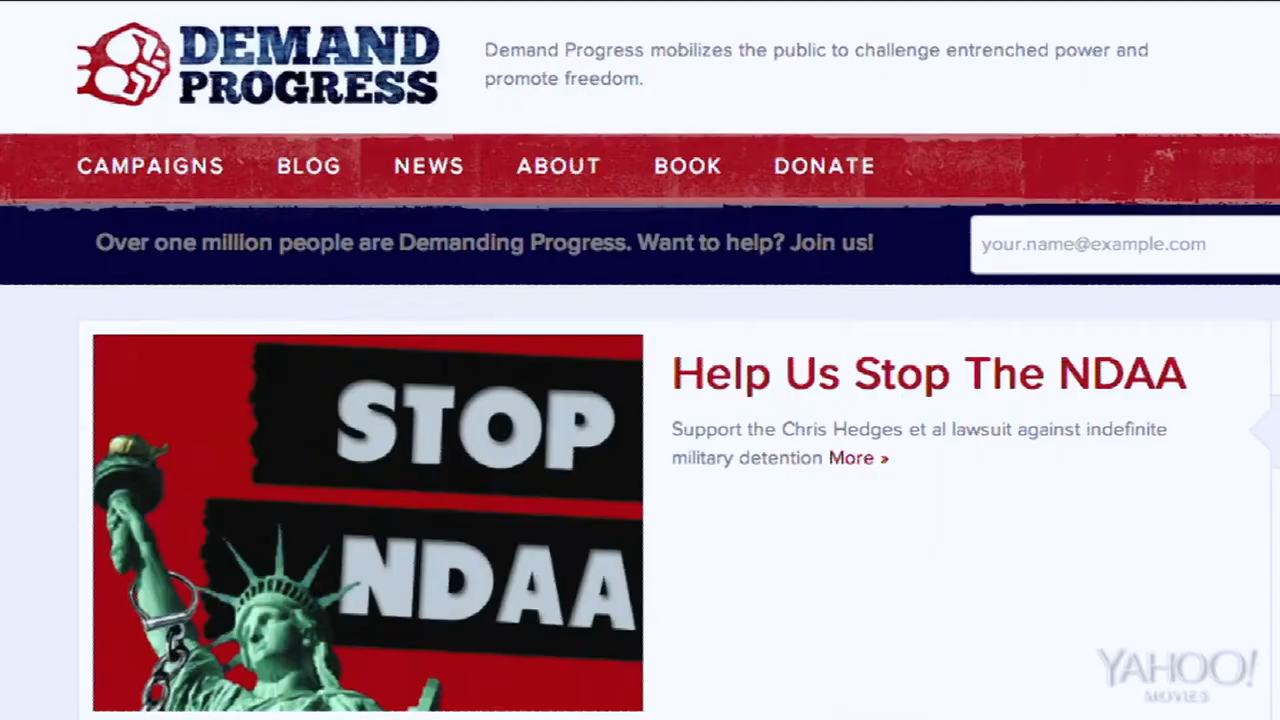 DEMAND
PROGRESS
Demand Progress mobilizes the public to challenge entrenched power and
promote freedom.
CAMPAIGNS BLOG NEWS ABOUT BOOK DONATE
Over one million people are Demanding Progress. Want to help? Join us!
your.name@example.com
STOP
NDAA
Help Us Stop The NDAA
Support the Chris Hedges et al lawsuit against indefinite
military detention More »
YAHOO!
MOVIES